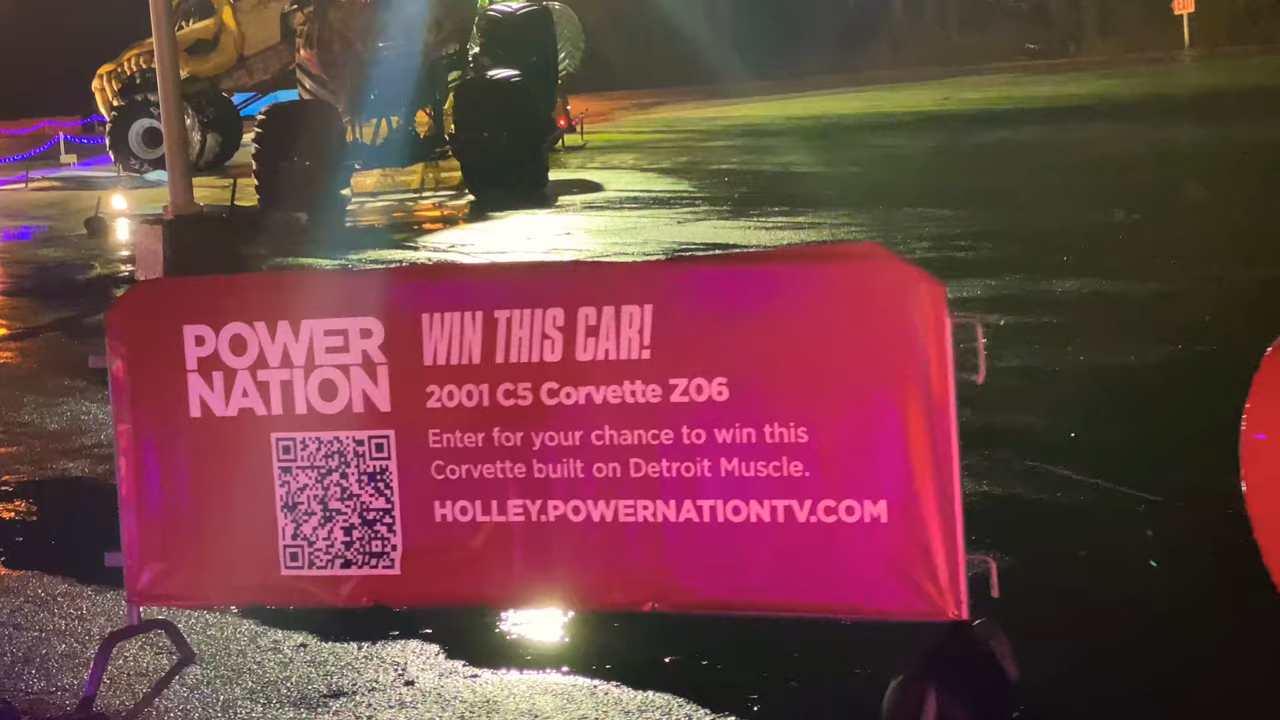 EXIT
POWER
NATION
WIN THIS CAR!
2001 C5 Corvette Z06
Enter for your chance to win this
Corvette built on Detroit Muscle.
HOLLEY.POWERNATIONTV.COM